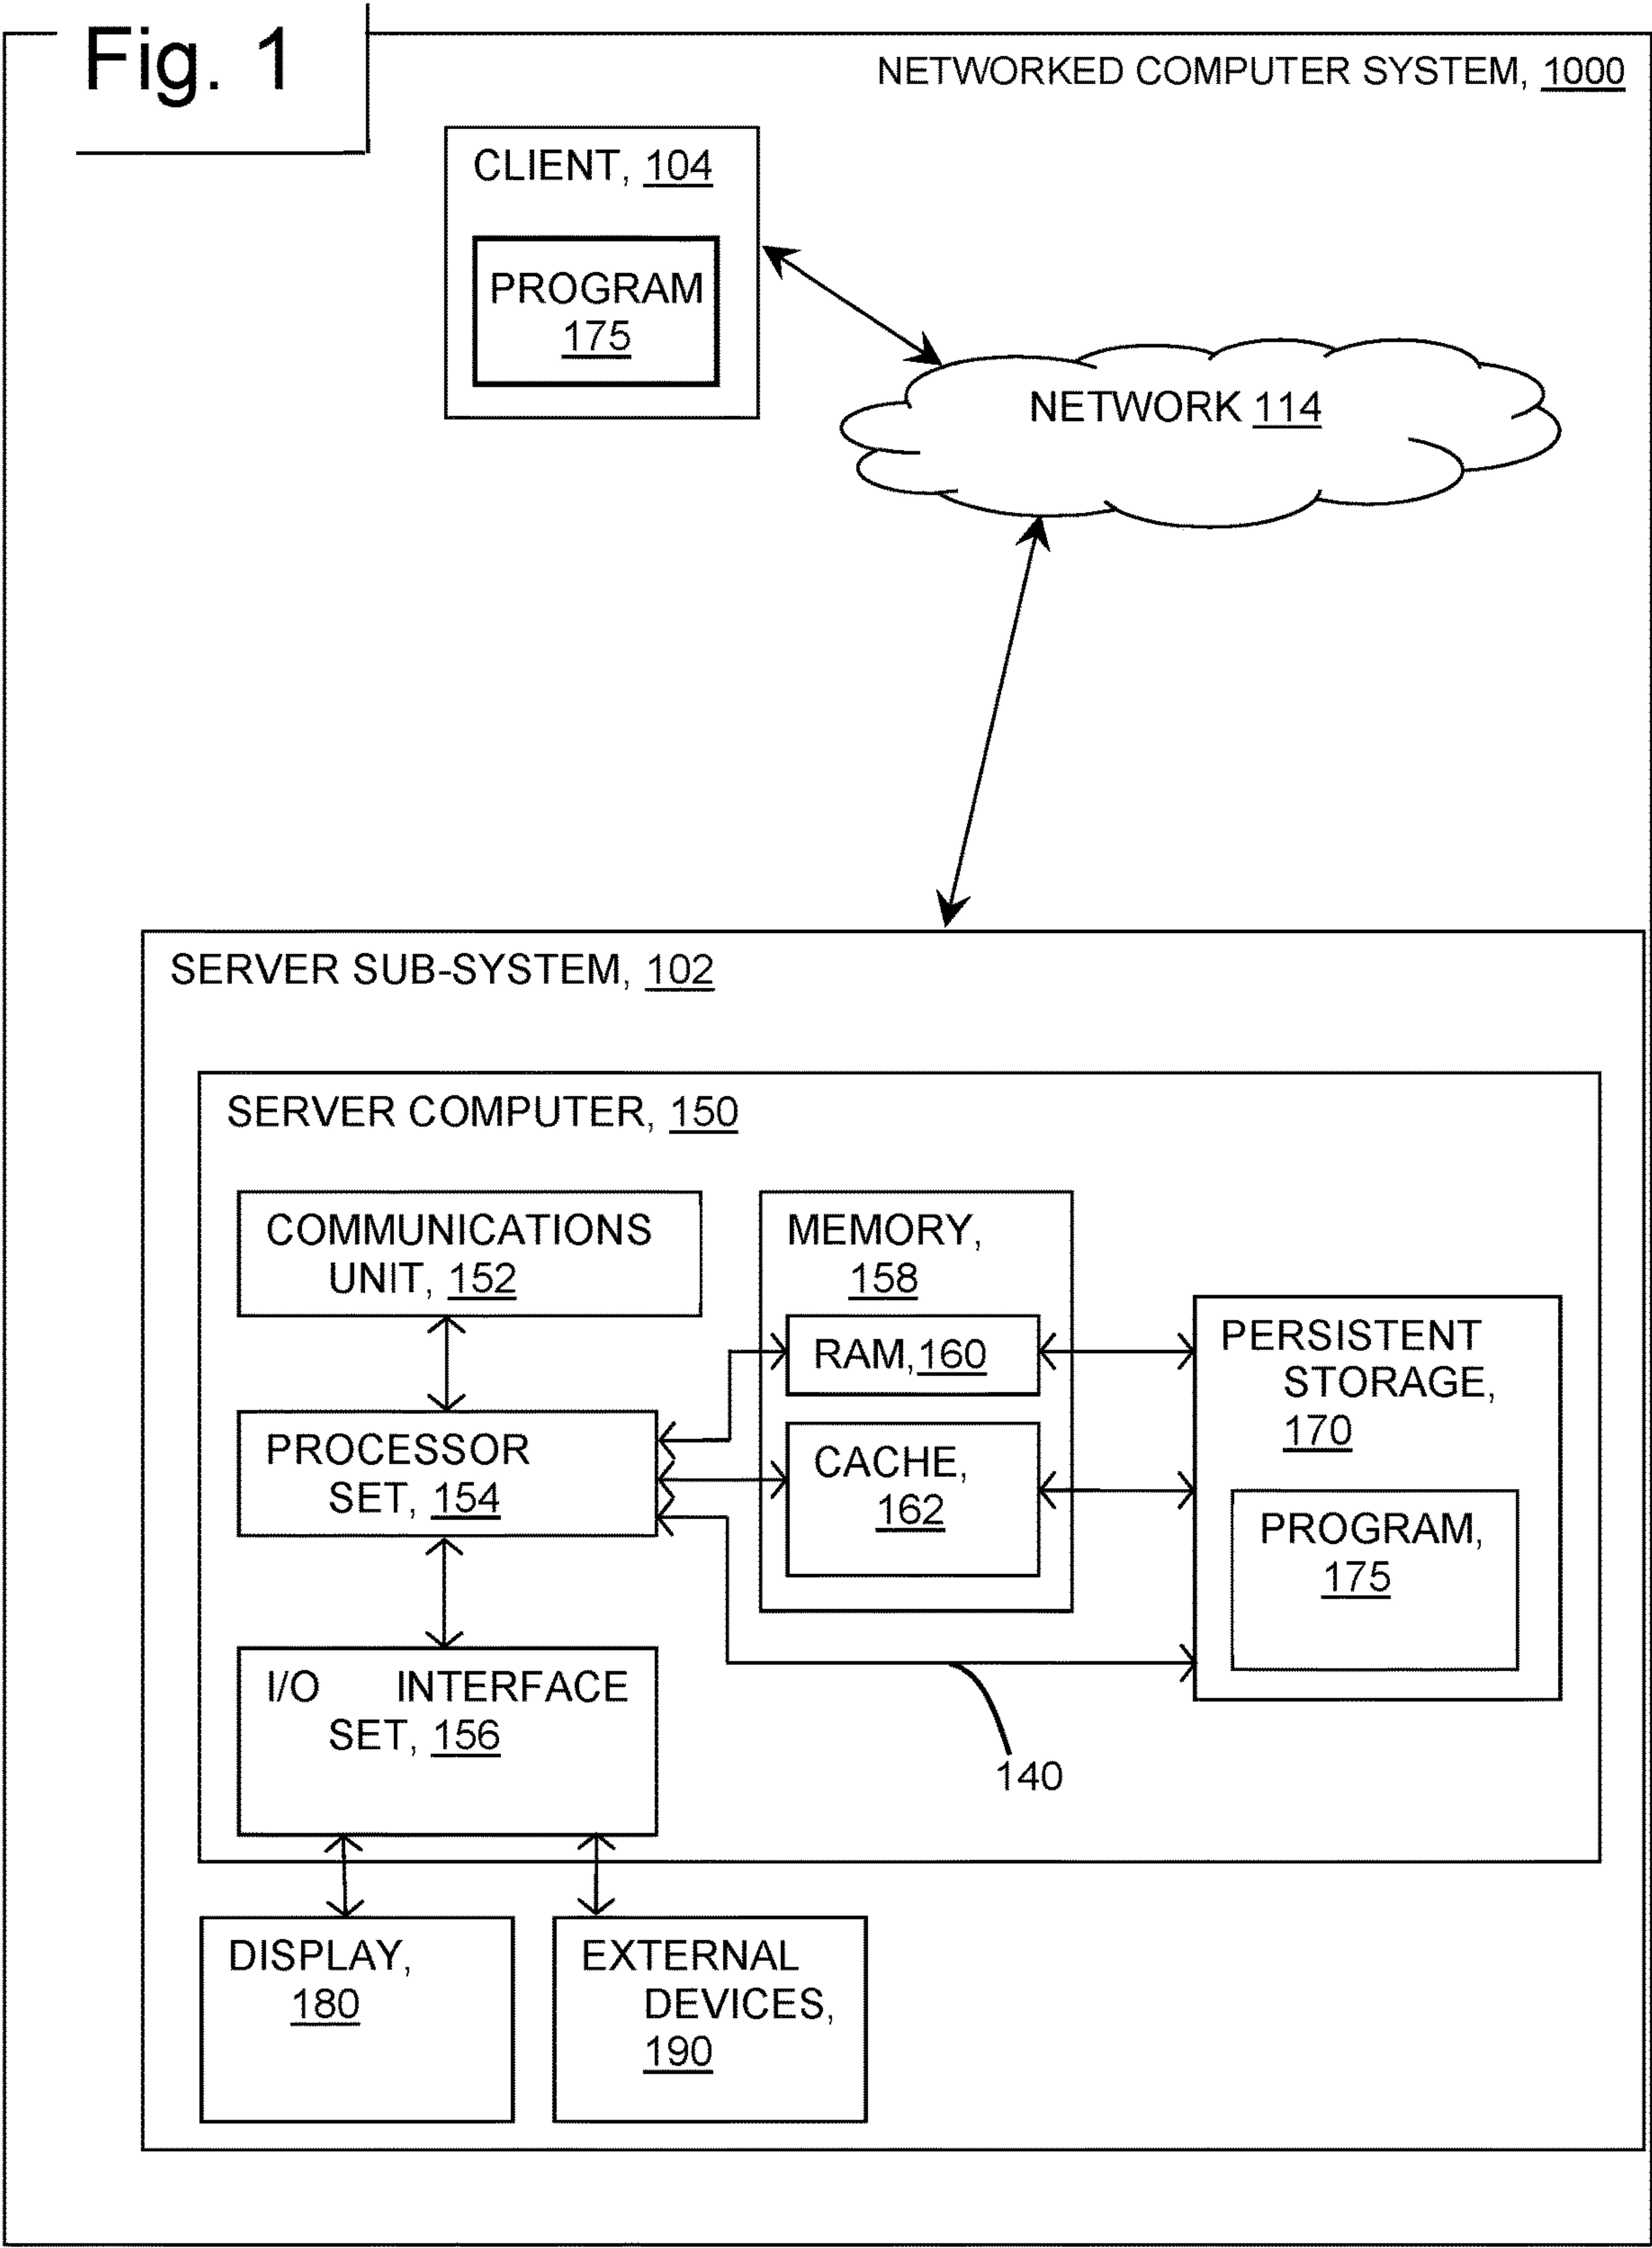 Fig. 1
NETWORKED COMPUTER SYSTEM, 1000
CLIENT, 104
PROGRAM
175
NETWORK 114
SERVER SUB-SYSTEM, 102
SERVER COMPUTER, 150
COMMUNICATIONS
UNIT, 152
MEMORY,
158
RAM, 160
PERSISTENT
STORAGE,
170
PROCESSOR
SET, 154
CACHE,
162
PROGRAM,
175
I/O INTERFACE
SET, 156
140
DISPLAY,
180
EXTERNAL
DEVICES,
190